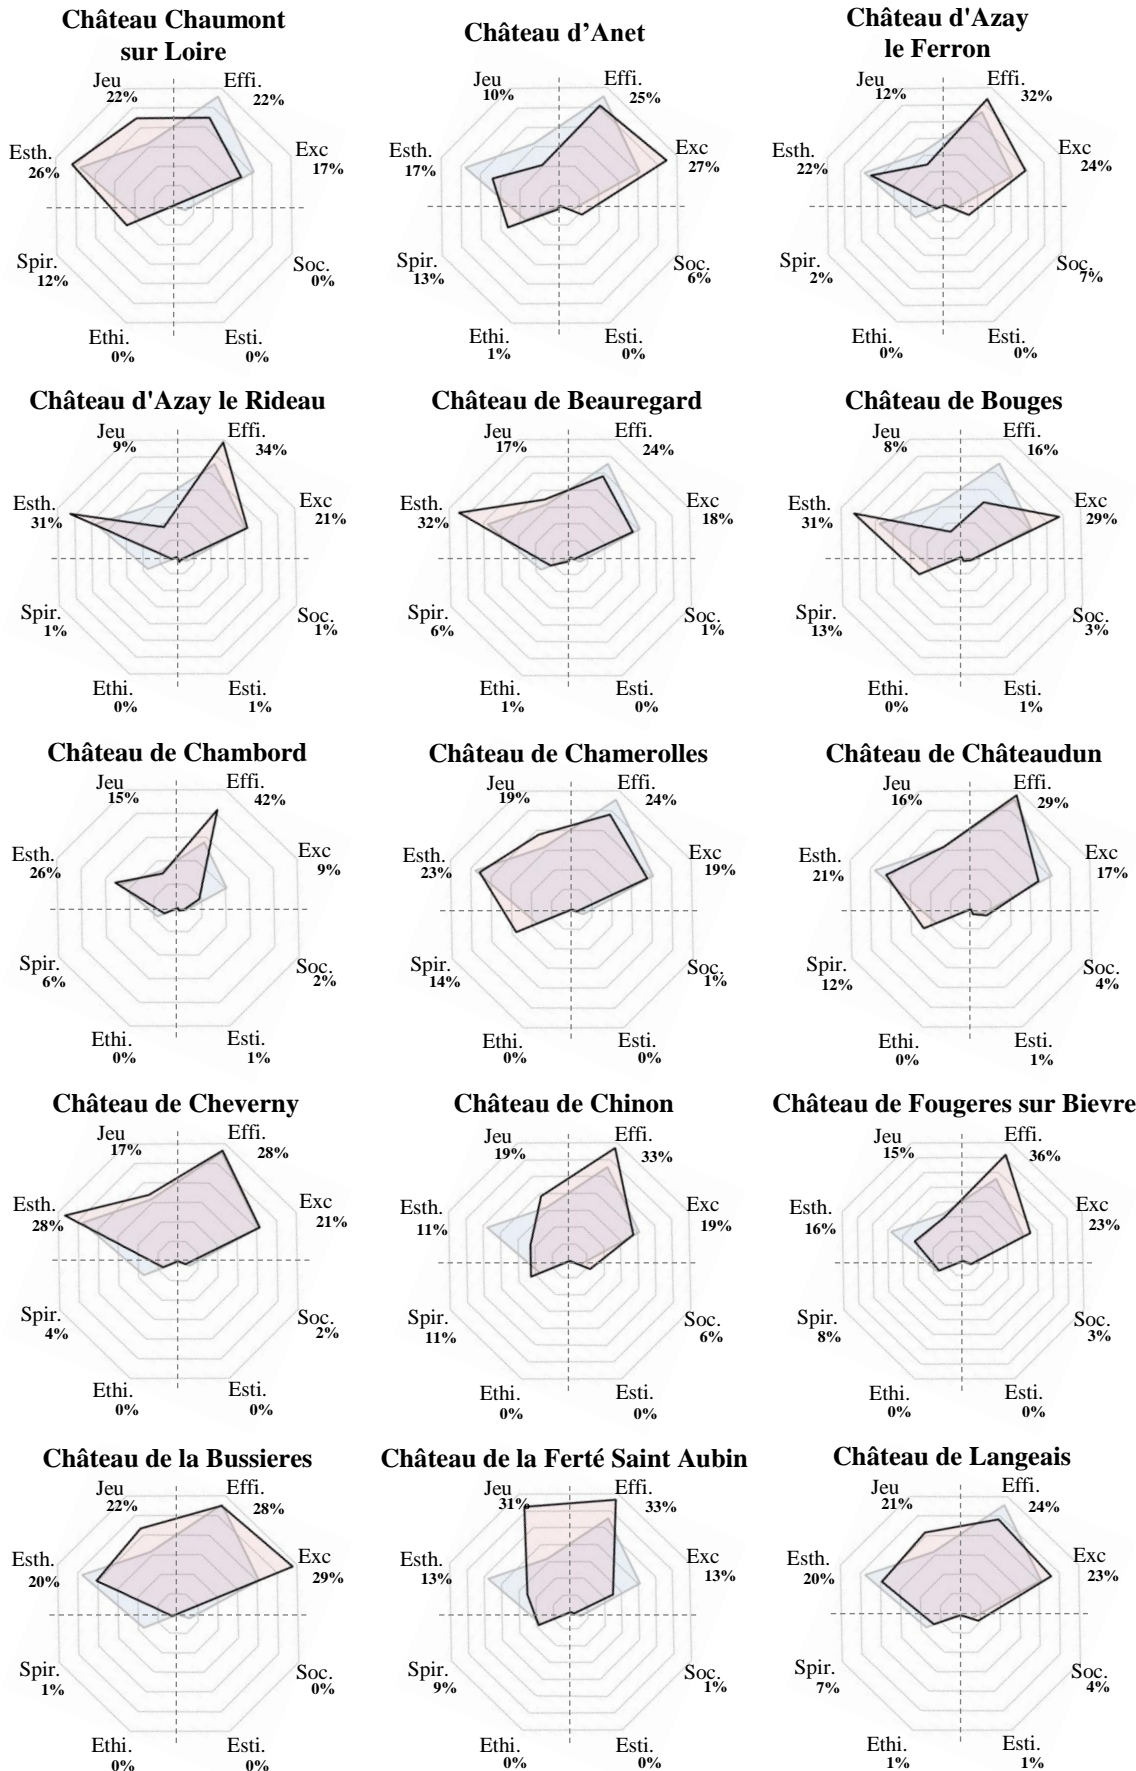 Château Chaumont
sur Loire
Jeu
22%
Effi.
22%
Esth.
26%
Exc
17%
Spir.
12%
Soc.
0%
Ethi.
0%
Esti.
0%
Château d’Anet
Jeu
10%
Effi.
25%
Esth.
17%
Exc
27%
Spir.
13%
Soc.
6%
Ethi.
1%
Esti.
0%
Château d'Azay
le Ferron
Jeu
12%
Effi.
32%
Esth.
22%
Exc
24%
Spir.
2%
Soc.
7%
Ethi.
0%
Esti.
0%
Château d'Azay le Rideau
Jeu
9%
Effi.
34%
Esth.
31%
Exc
21%
Spir.
1%
Soc.
1%
Ethi.
0%
Esti.
1%
Château de Beauregard
Jeu
17%
Effi.
24%
Esth.
32%
Exc
18%
Spir.
6%
Soc.
1%
Ethi.
1%
Esti.
0%
Château de Bouges
Jeu
8%
Effi.
16%
Esth.
31%
Exc
29%
Spir.
13%
Soc.
3%
Ethi.
0%
Esti.
1%
Château de Chambord
Jeu
15%
Effi.
42%
Esth.
26%
Exc
9%
Spir.
6%
Soc.
2%
Ethi.
0%
Esti.
1%
Château de Chamerolles
Jeu
19%
Effi.
24%
Esth.
23%
Exc
19%
Spir.
14%
Soc.
1%
Ethi.
0%
Esti.
0%
Château de Châteaudun
Jeu
16%
Effi.
29%
Esth.
21%
Exc
17%
Spir.
12%
Soc.
4%
Ethi.
0%
Esti.
1%
Château de Cheverny
Jeu
17%
Effi.
28%
Esth.
28%
Exc
21%
Spir.
4%
Soc.
2%
Ethi.
0%
Esti.
0%
Château de Chinon
Jeu
19%
Effi.
33%
Esth.
11%
Exc
19%
Spir.
11%
Soc.
6%
Ethi.
0%
Esti.
0%
Château de Fougeres sur Bievre
Jeu
15%
Effi.
36%
Esth.
16%
Exc
23%
Spir.
8%
Soc.
3%
Ethi.
0%
Esti.
0%
Château de la Bussieres
Jeu
22%
Effi.
28%
Esth.
20%
Exc
29%
Spir.
1%
Soc.
0%
Ethi.
0%
Esti.
0%
Château de la Ferté Saint Aubin
Jeu
31%
Effi.
33%
Esth.
13%
Exc
13%
Spir.
9%
Soc.
1%
Ethi.
0%
Esti.
0%
Château de Langeais
Jeu
21%
Effi.
24%
Esth.
20%
Exc
23%
Spir.
7%
Soc.
4%
Ethi.
1%
Esti.
1%